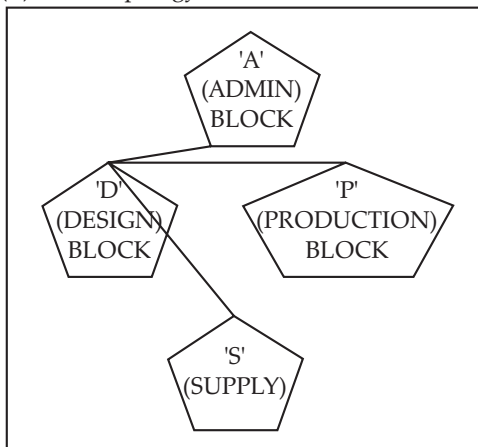 'A'
(ADMIN)
BLOCK
'D'
(DESIGN)
BLOCK
'P'
(PRODUCTION)
BLOCK
'S'
(SUPPLY)